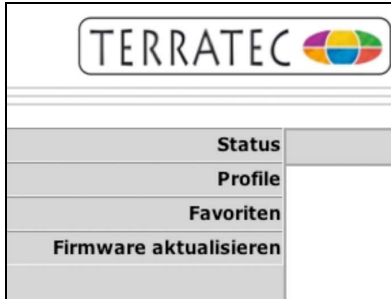 TERRATEC
Status
Profile
Favoriten
Firmware aktualisieren